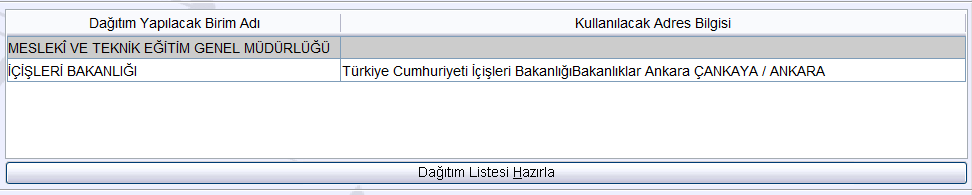 Dağıtım Yapılacak Birim Adı Kullanılacak Adres Bilgisi
MESLEKÎ VE TEKNİK EĞİTİM GENEL MÜDÜRLÜĞÜ
İÇİŞLERİ BAKANLIĞI Türkiye Cumhuriyeti İçişleri BakanlığıBakanlıklar Ankara ÇANKAYA / ANKARA
Dağıtım Listesi Hazırla